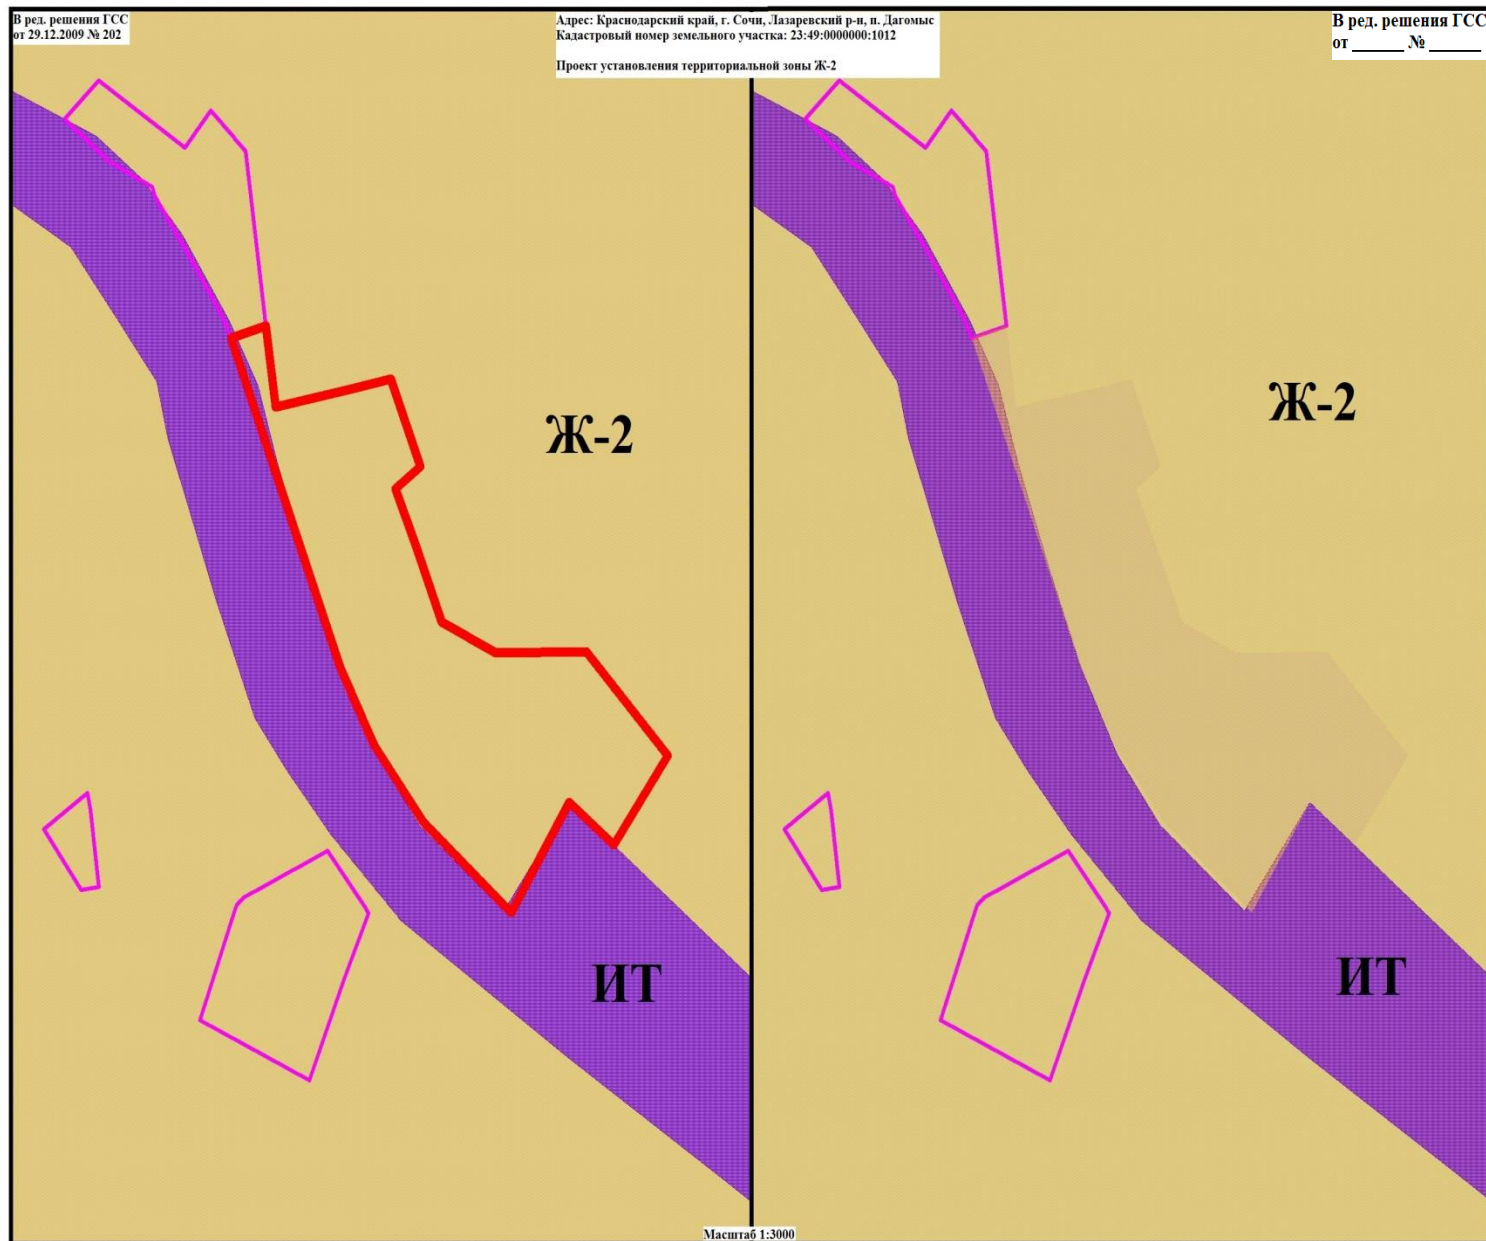 В ред. решения ГСС
от 29.12.2009 № 202
Адрес: Краснодарский край, г. Сочи, Лазаревский р-н, п. Дагомыс
Кадастровый номер земельного участка: 23:49:0000000:1012
Проект установления территориальной зоны Ж-2
В ред. решения ГСС
от ______ № ______
Ж-2
Ж-2
ИТ
ИТ
Масштаб 1:3000